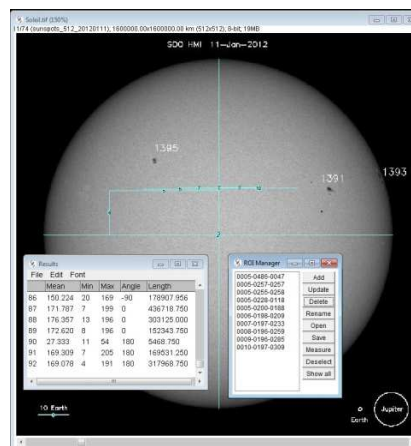 Soleil.tif (150%)
11/74 (sunspots_512_20120111); 1600000.00x1600000.00 km (512x512); 8-bit; 19MB
SDO HMI 11-Jan-2012
1395
1391
1393
Results
File Edit Font
Mean Min Max Angle Length
86 150.224 20 169 -90 178907.956
87 171.787 7 199 0 436718.750
88 176.357 13 196 0 303125.000
89 172.620 8 196 0 152343.750
90 27.333 11 54 180 5468.750
91 169.309 7 205 180 169531.250
92 169.078 4 191 180 317968.750
ROI Manager
0005-0486-0047
0005-0257-0257
0005-0255-0258
0005-0228-0118
0005-0200-0188
0006-0198-0209
0007-0187-0233
0008-0196-0259
0009-0196-0285
0010-0187-0309
Add
Update
Delete
Rename
Open
Save
Measure
Deselect
Show all
10 Earth
Earth
Jupiter